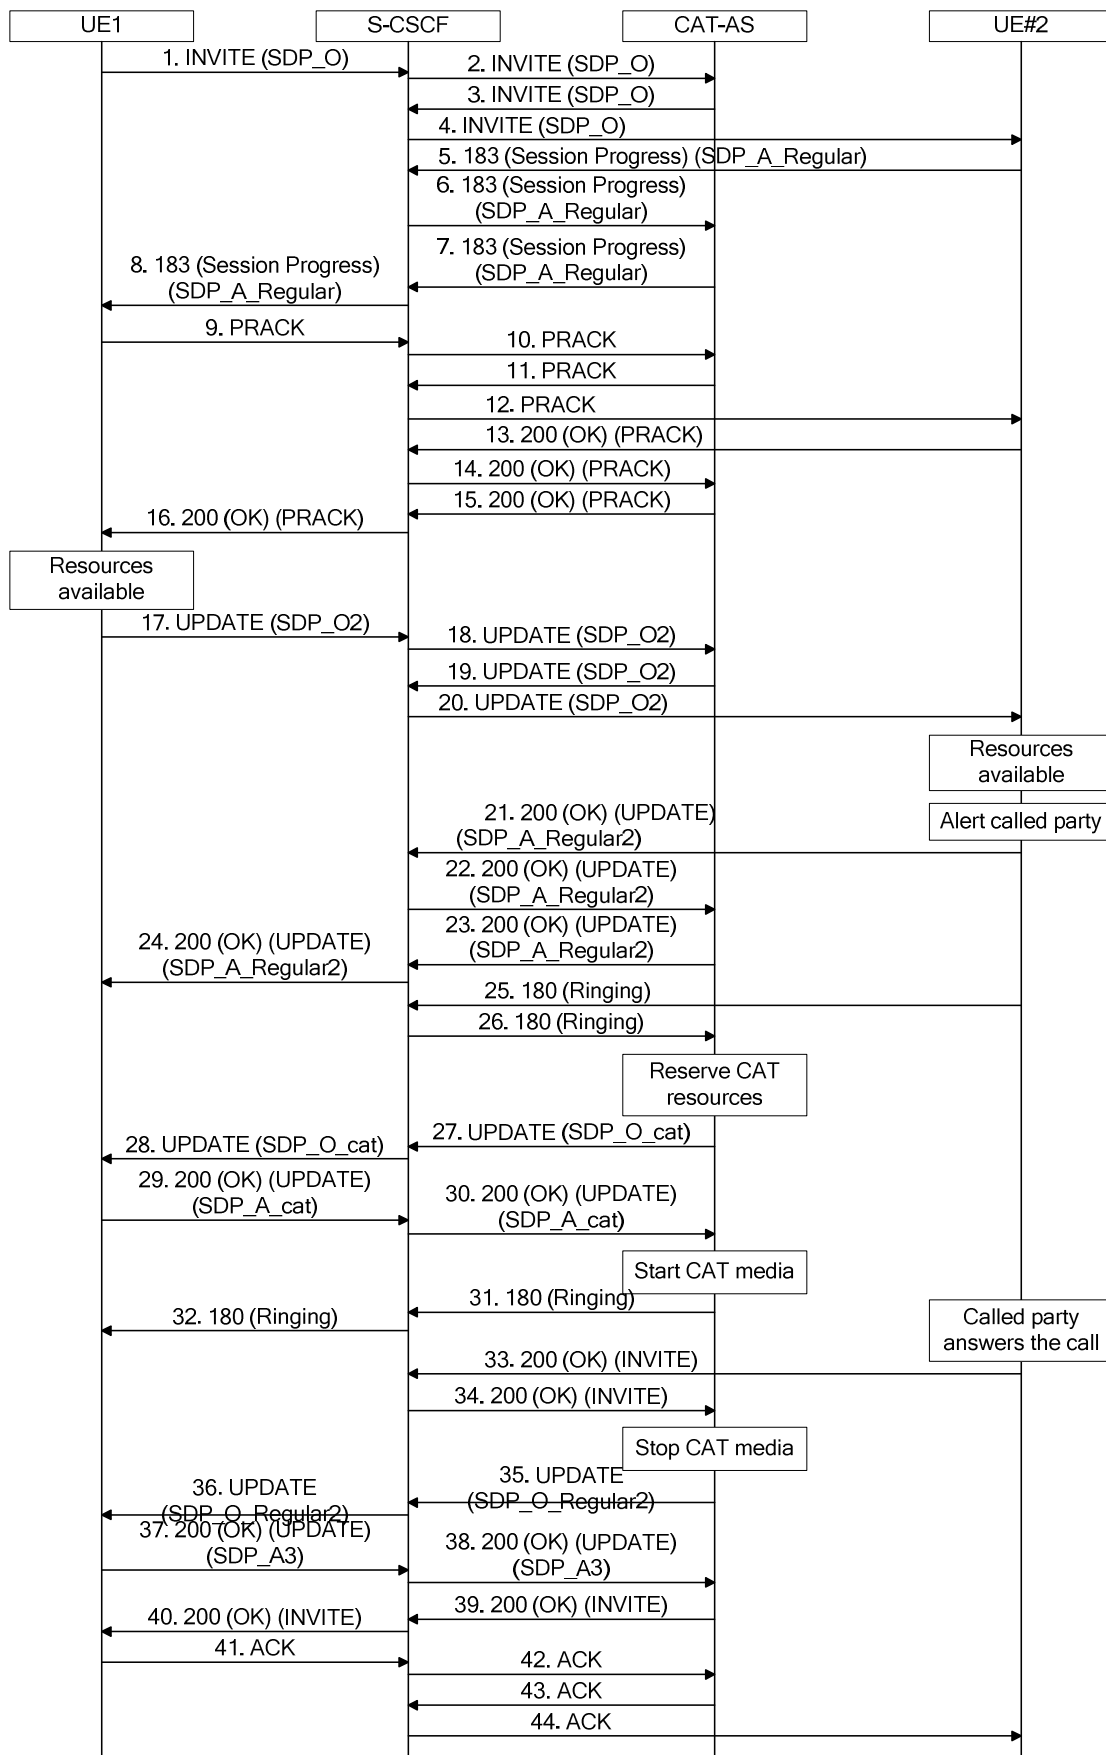 UE1
S-CSCF
CAT-AS
UE#2
1. INVITE (SDP_O)
2. INVITE (SDP_O)
3. INVITE (SDP_O)
4. INVITE (SDP_O)
5. 183 (Session Progress) (SDP_A_Regular)
6. 183 (Session Progress)
(SDP_A_Regular)
7. 183 (Session Progress)
(SDP_A_Regular)
8. 183 (Session Progress)
(SDP_A_Regular)
9. PRACK
10. PRACK
11. PRACK
12. PRACK
13. 200 (OK) (PRACK)
14. 200 (OK) (PRACK)
15. 200 (OK) (PRACK)
16. 200 (OK) (PRACK)
Resources
available
17. UPDATE (SDP_O2)
18. UPDATE (SDP_O2)
19. UPDATE (SDP_O2)
20. UPDATE (SDP_O2)
Resources
available
Alert called party
21. 200 (OK) (UPDATE)
(SDP_A_Regular2)
22. 200 (OK) (UPDATE)
(SDP_A_Regular2)
23. 200 (OK) (UPDATE)
(SDP_A_Regular2)
24. 200 (OK) (UPDATE)
(SDP_A_Regular2)
25. 180 (Ringing)
26. 180 (Ringing)
Reserve CAT
resources
27. UPDATE (SDP_O_cat)
28. UPDATE (SDP_O_cat)
29. 200 (OK) (UPDATE)
(SDP_A_cat)
30. 200 (OK) (UPDATE)
(SDP_A_cat)
Start CAT media
31. 180 (Ringing)
32. 180 (Ringing)
Called party
answers the call
33. 200 (OK) (INVITE)
34. 200 (OK) (INVITE)
Stop CAT media
35. UPDATE
(SDP_O_Regular2)
36. UPDATE
(SDP_O_Regular2)
37. 200 (OK) (UPDATE)
(SDP_A3)
38. 200 (OK) (UPDATE)
(SDP_A3)
39. 200 (OK) (INVITE)
40. 200 (OK) (INVITE)
41. ACK
42. ACK
43. ACK
44. ACK